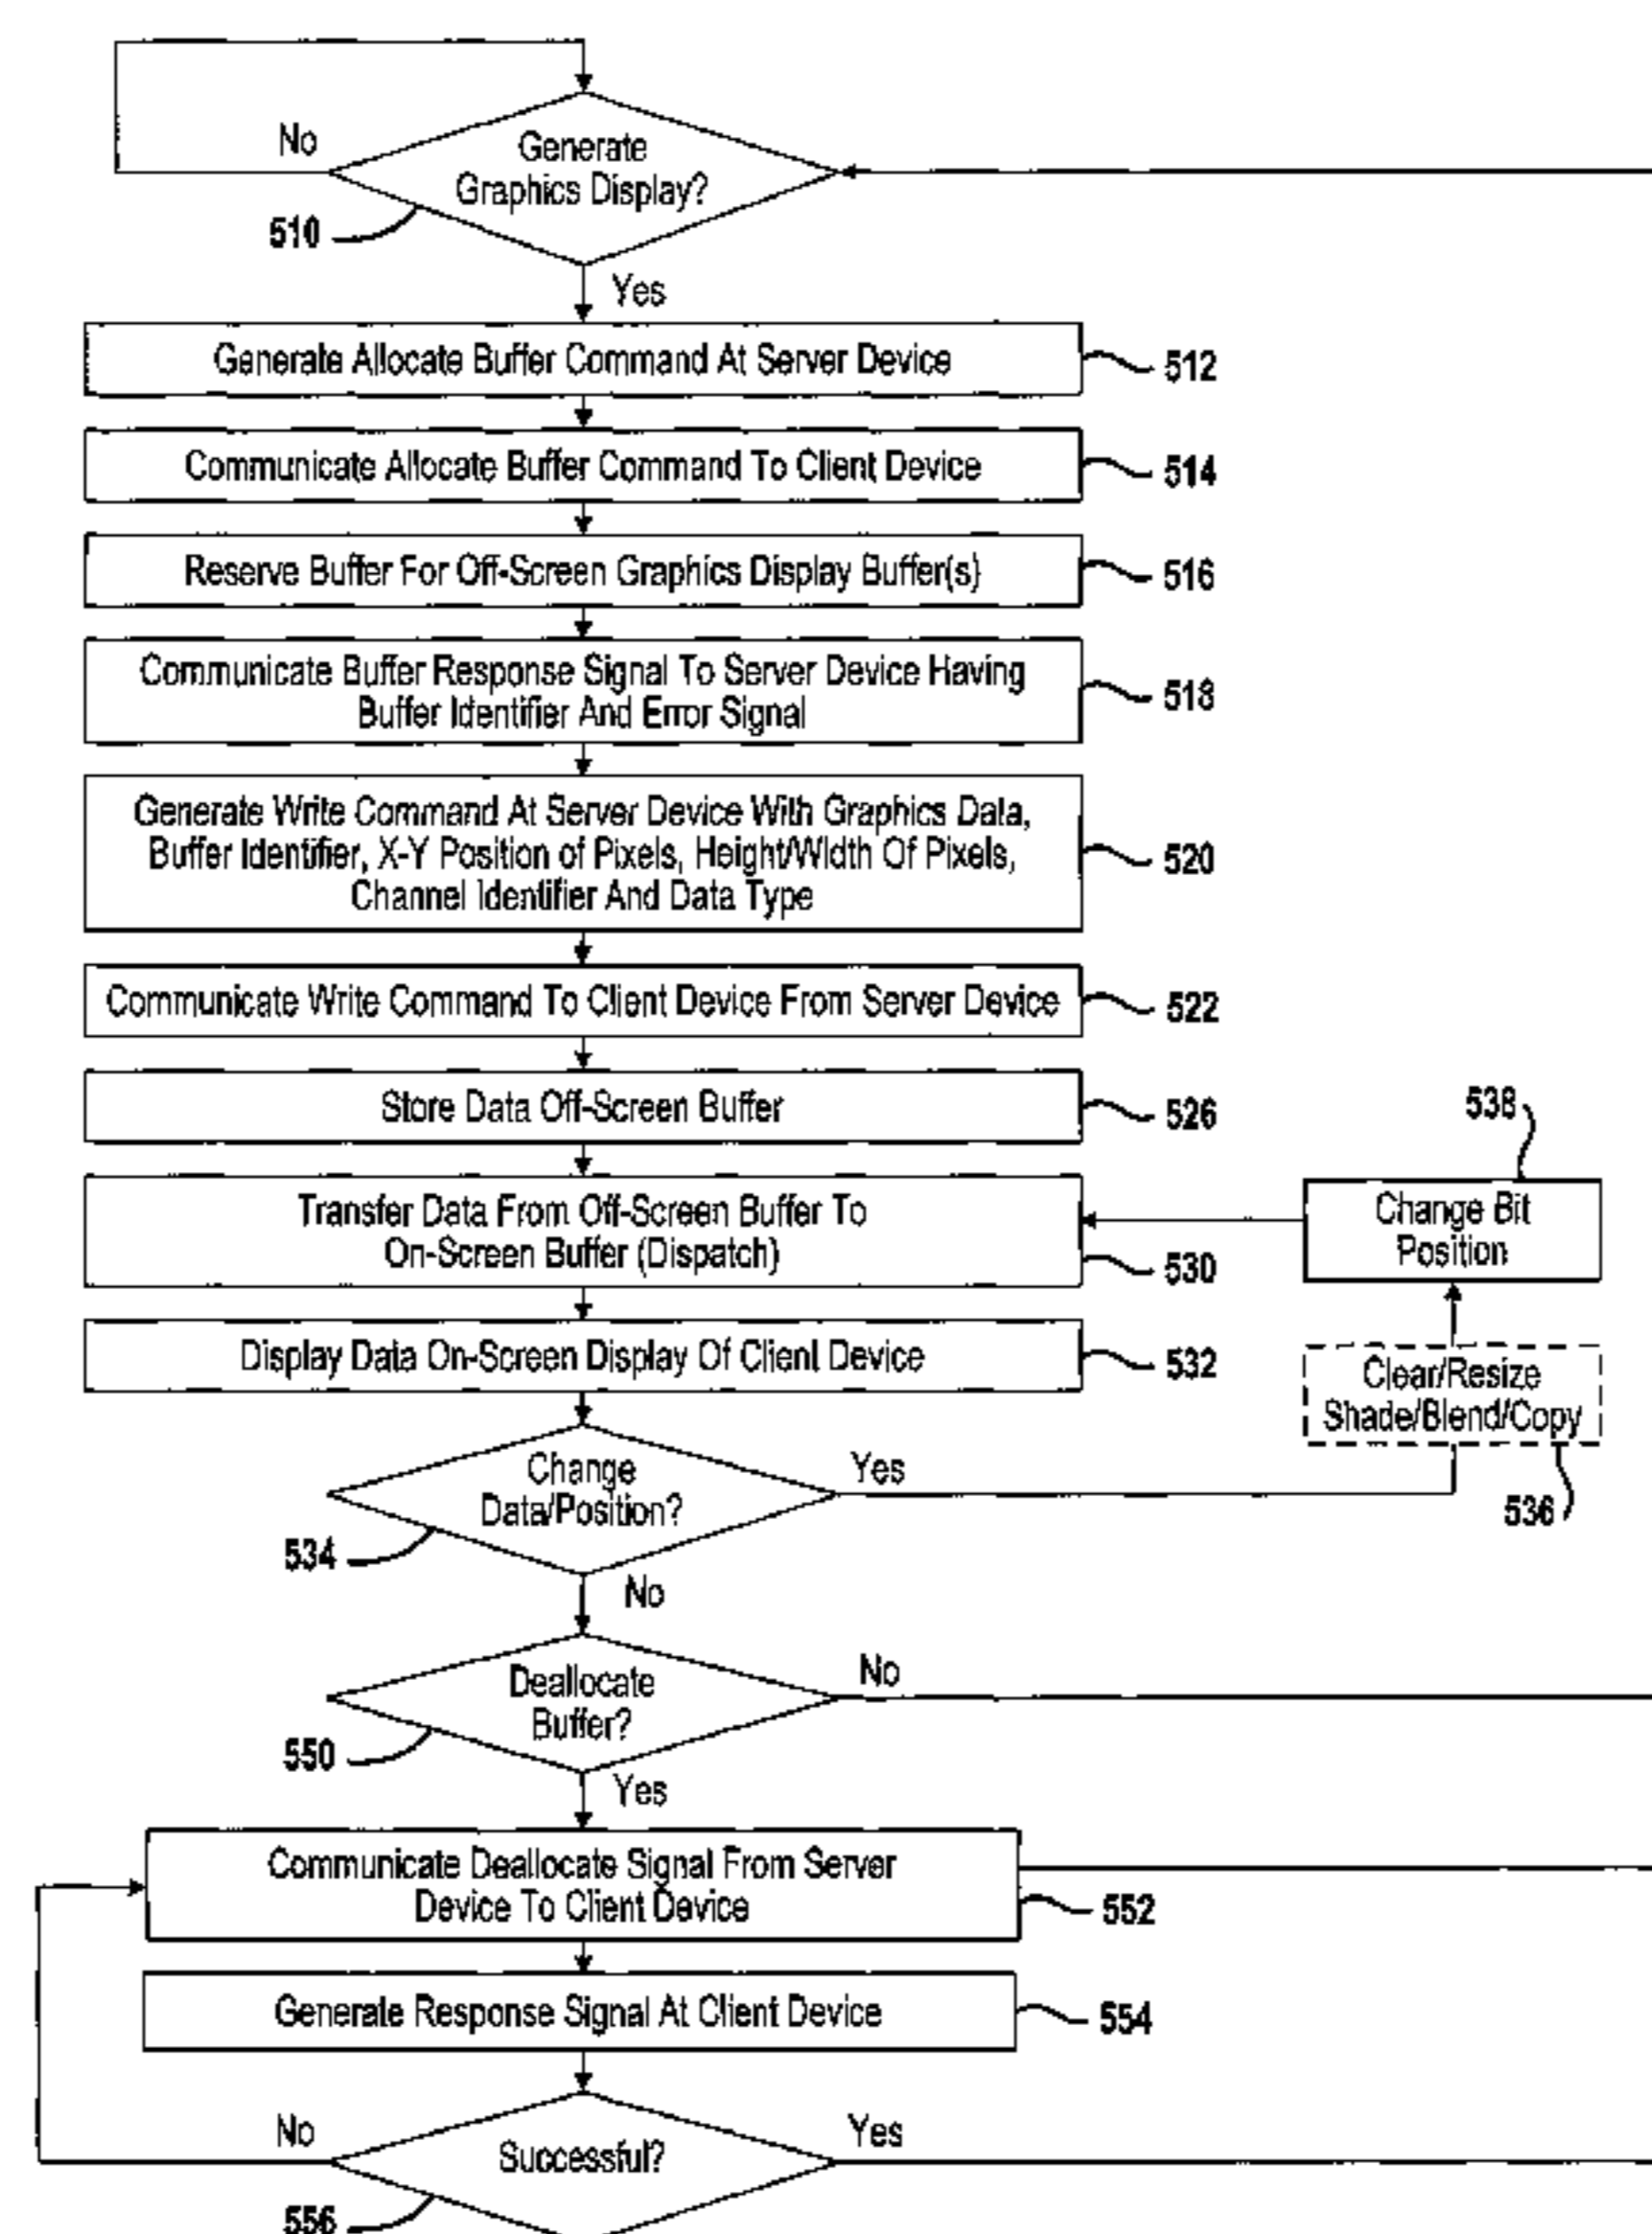 No
Generate
Graphics Display?
510
Yes
Generate Allocate Buffer Command At Server Device
512
Communicate Allocate Buffer Command To Client Device
514
Reserve Buffer For Off-Screen Graphics Display Buffer(s)
516
Communicate Buffer Response Signal To Server Device Having
Buffer Identifier And Error Signal
518
Generate Write Command At Server Device With Graphics Data,
Buffer Identifier, X-Y Position of Pixels, Height/Width Of Pixels,
Channel Identifier And Data Type
520
Communicate Write Command To Client Device From Server Device
522
Store Data Off-Screen Buffer
526
538
Transfer Data From Off-Screen Buffer To
On-Screen Buffer (Dispatch)
530
Change Bit
Position
Display Data On-Screen Display Of Client Device
532
Clear/Resize
Shade/Blend/Copy
536
Change
Data/Position?
Yes
534
No
Deallocate
Buffer?
No
550
Yes
Communicate Deallocate Signal From Server
Device To Client Device
552
Generate Response Signal At Client Device
554
No
Successful?
Yes
556